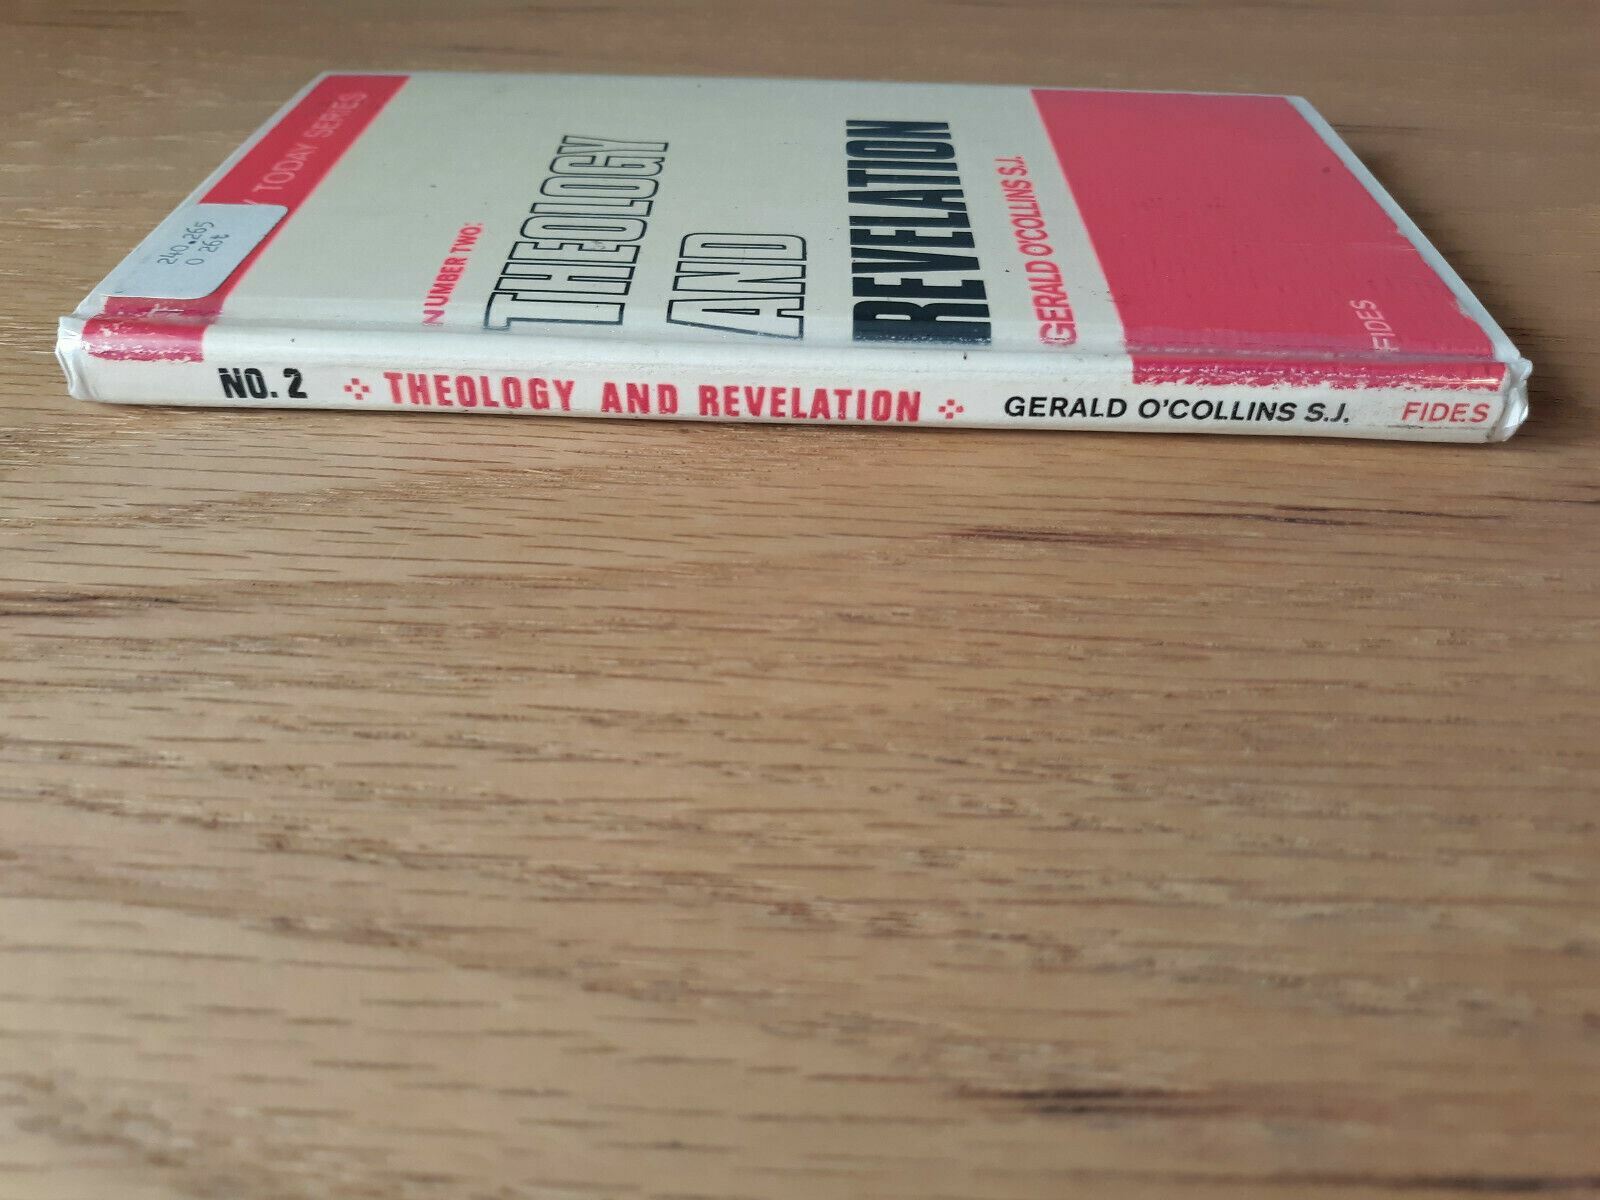 TODAY SERIES
240.265
O 26t
NUMBER TWO:
THEOLOGY
AND
REVELATION
GERALD O'COLLINS S.J.
FIDES
NO. 2 THEOLOGY AND REVELATION GERALD O'COLLINS S.J. FIDES